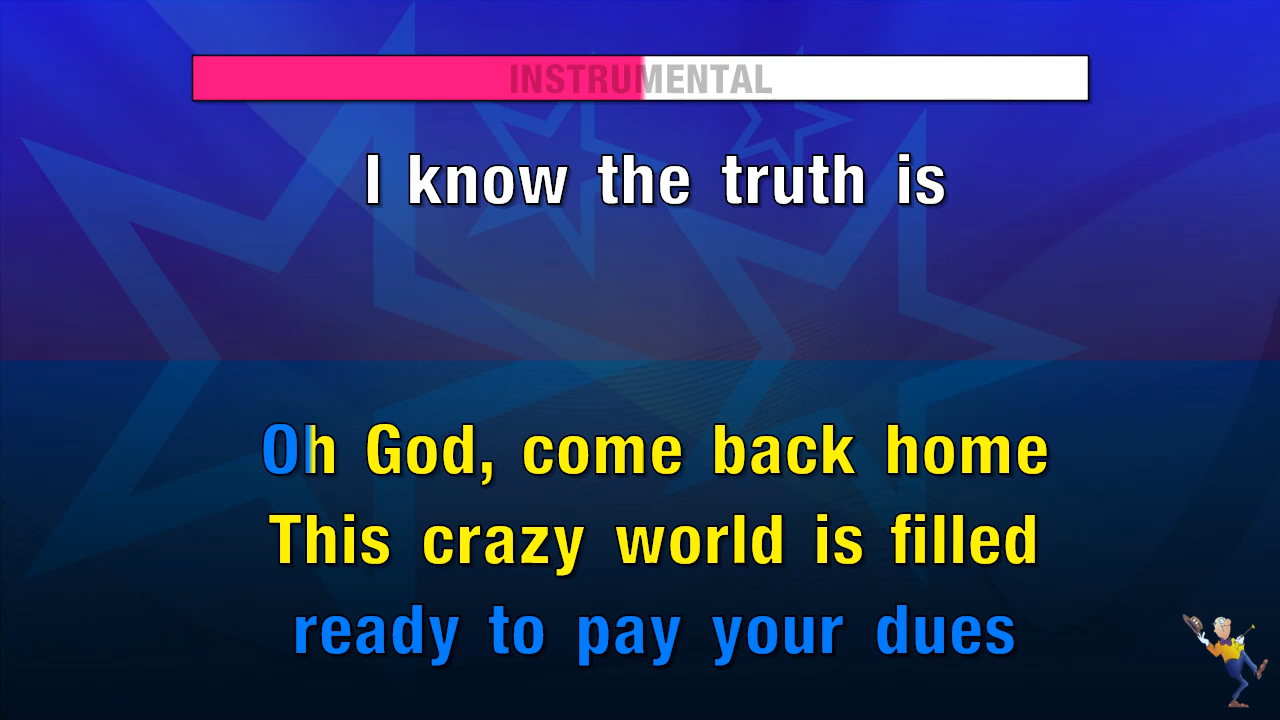 INSTRUMENTAL
I know the truth is
Oh God, come back home
This crazy world is filled
ready to pay your dues